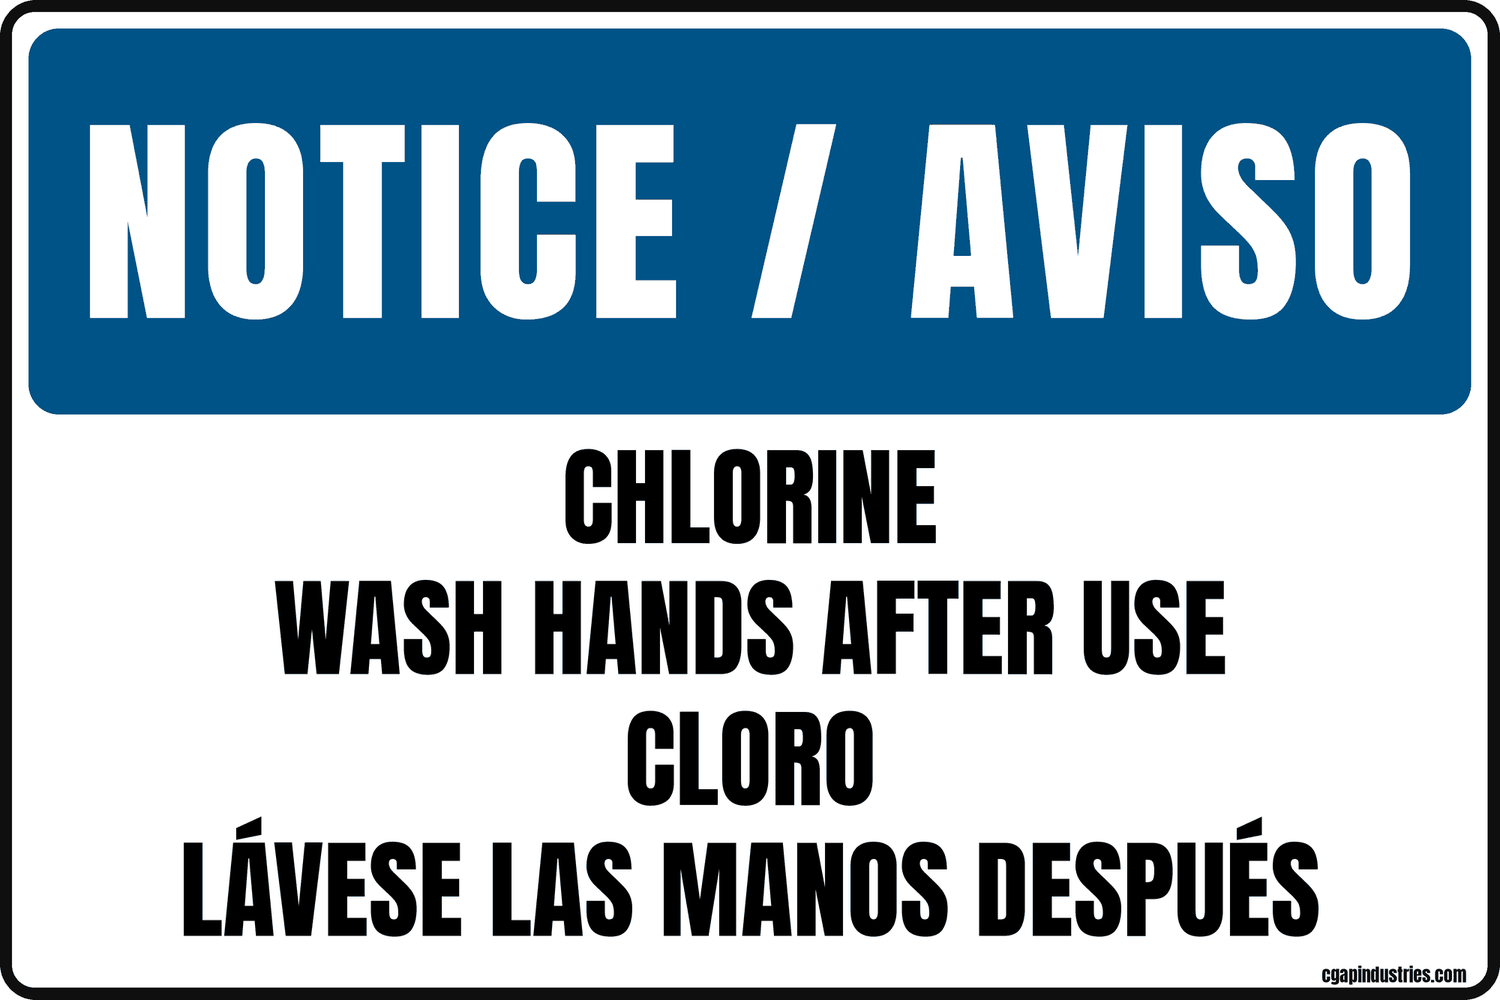 NOTICE / AVISO
CHLORINE
WASH HANDS AFTER USE
CLORO
LÁVESE LAS MANOS DESPUÉS
cgapindustries.com